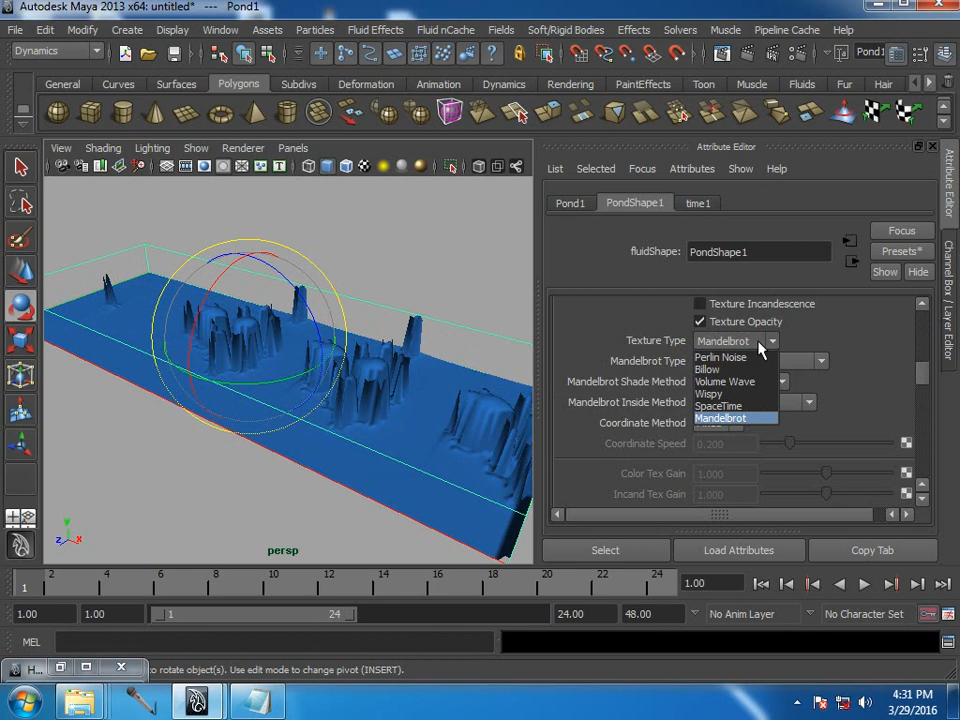 Autodesk Maya 2013 x64: untitled* --- Pond1
File Edit Modify Create Display Window Assets Particles Fluid Effects Fluid nCache Fields Soft/Rigid Bodies Effects Solvers Muscle Pipeline Cache Help
Dynamics Pond1
General Curves Surfaces Polygons Subdivs Deformation Animation Dynamics Rendering PaintEffects Toon Muscle Fluids Fur Hair
View Shading Lighting Show Renderer Panels
Attribute Editor
List Selected Focus Attributes Show Help
Pond1 PondShape1 time1
Focus
fluidShape: PondShape1 Presets*
Show Hide
Texture Incandescence
Texture Opacity
Texture Type Mandelbrot
Perlin Noise
Billow
Volume Wave
Wispy
SpaceTime
Mandelbrot
Mandelbrot Type
Mandelbrot Shade Method
Mandelbrot Inside Method
Coordinate Method
Coordinate Speed 0.200
Color Tex Gain 1.000
Incand Tex Gain 1.000
Select Load Attributes Copy Tab
Attribute Editor
Channel Box / Layer Editor
y
z x
persp
1 2 4 6 8 10 12 14 16 18 20 22 24 1.00
1.00 1.00 1 24 24.00 48.00 No Anim Layer No Character Set
MEL
H... to rotate object(s). Use edit mode to change pivot (INSERT).
4:31 PM
3/29/2016